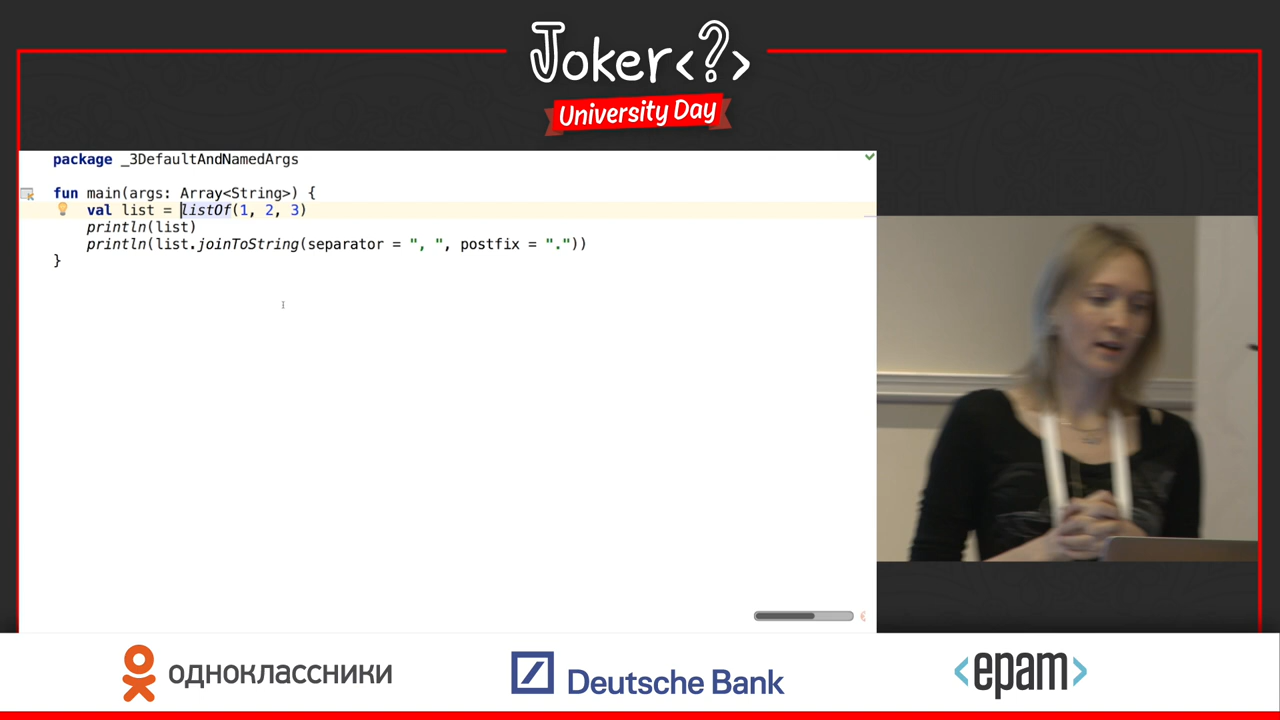 Joker<?>
University Day
package _3DefaultAndNamedArgs
fun main(args: Array<String>) {
val list = listOf(1, 2, 3)
println(list)
println(list.joinToString(separator = ", ", postfix = "."))
}
одноклассники
Deutsche Bank
<epam>